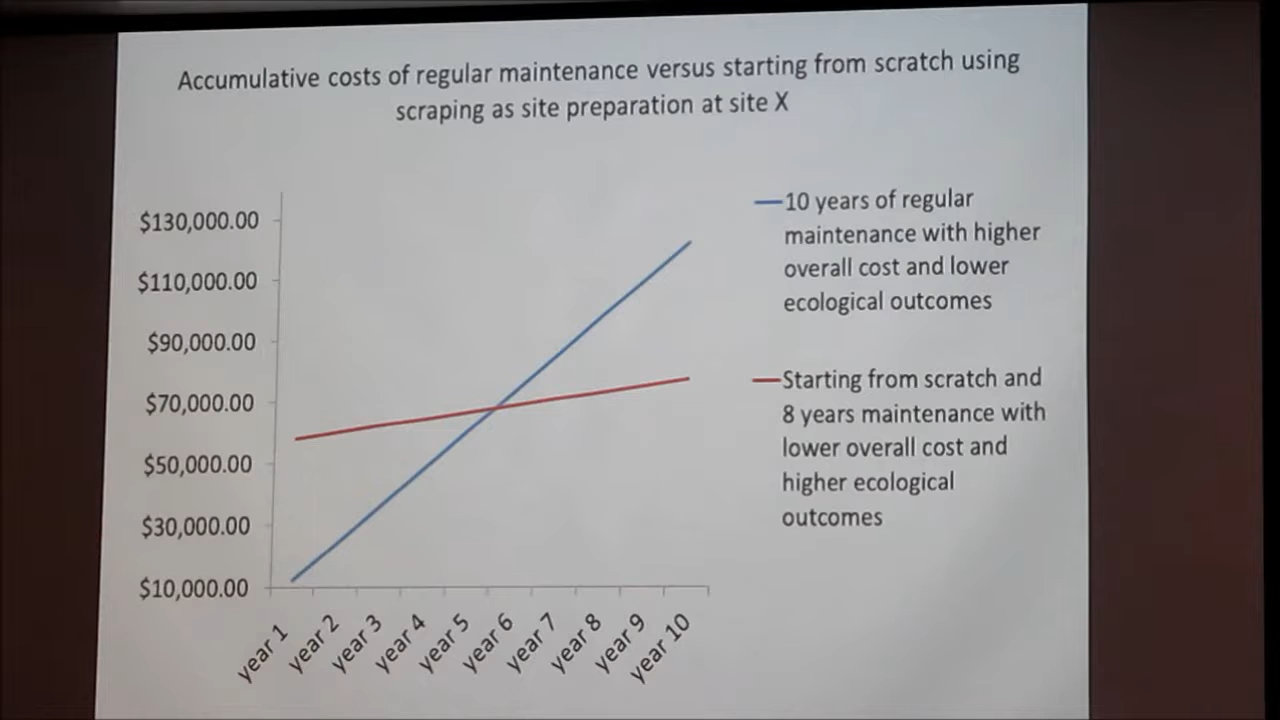 Accumulative costs of regular maintenance versus starting from scratch using
scraping as site preparation at site X
$130,000.00
$110,000.00
$90,000.00
$70,000.00
$50,000.00
$30,000.00
$10,000.00
year 1
year 2
year 3
year 4
year 5
year 6
year 7
year 8
year 9
year 10
10 years of regular
maintenance with higher
overall cost and lower
ecological outcomes
Starting from scratch and
8 years maintenance with
lower overall cost and
higher ecological
outcomes